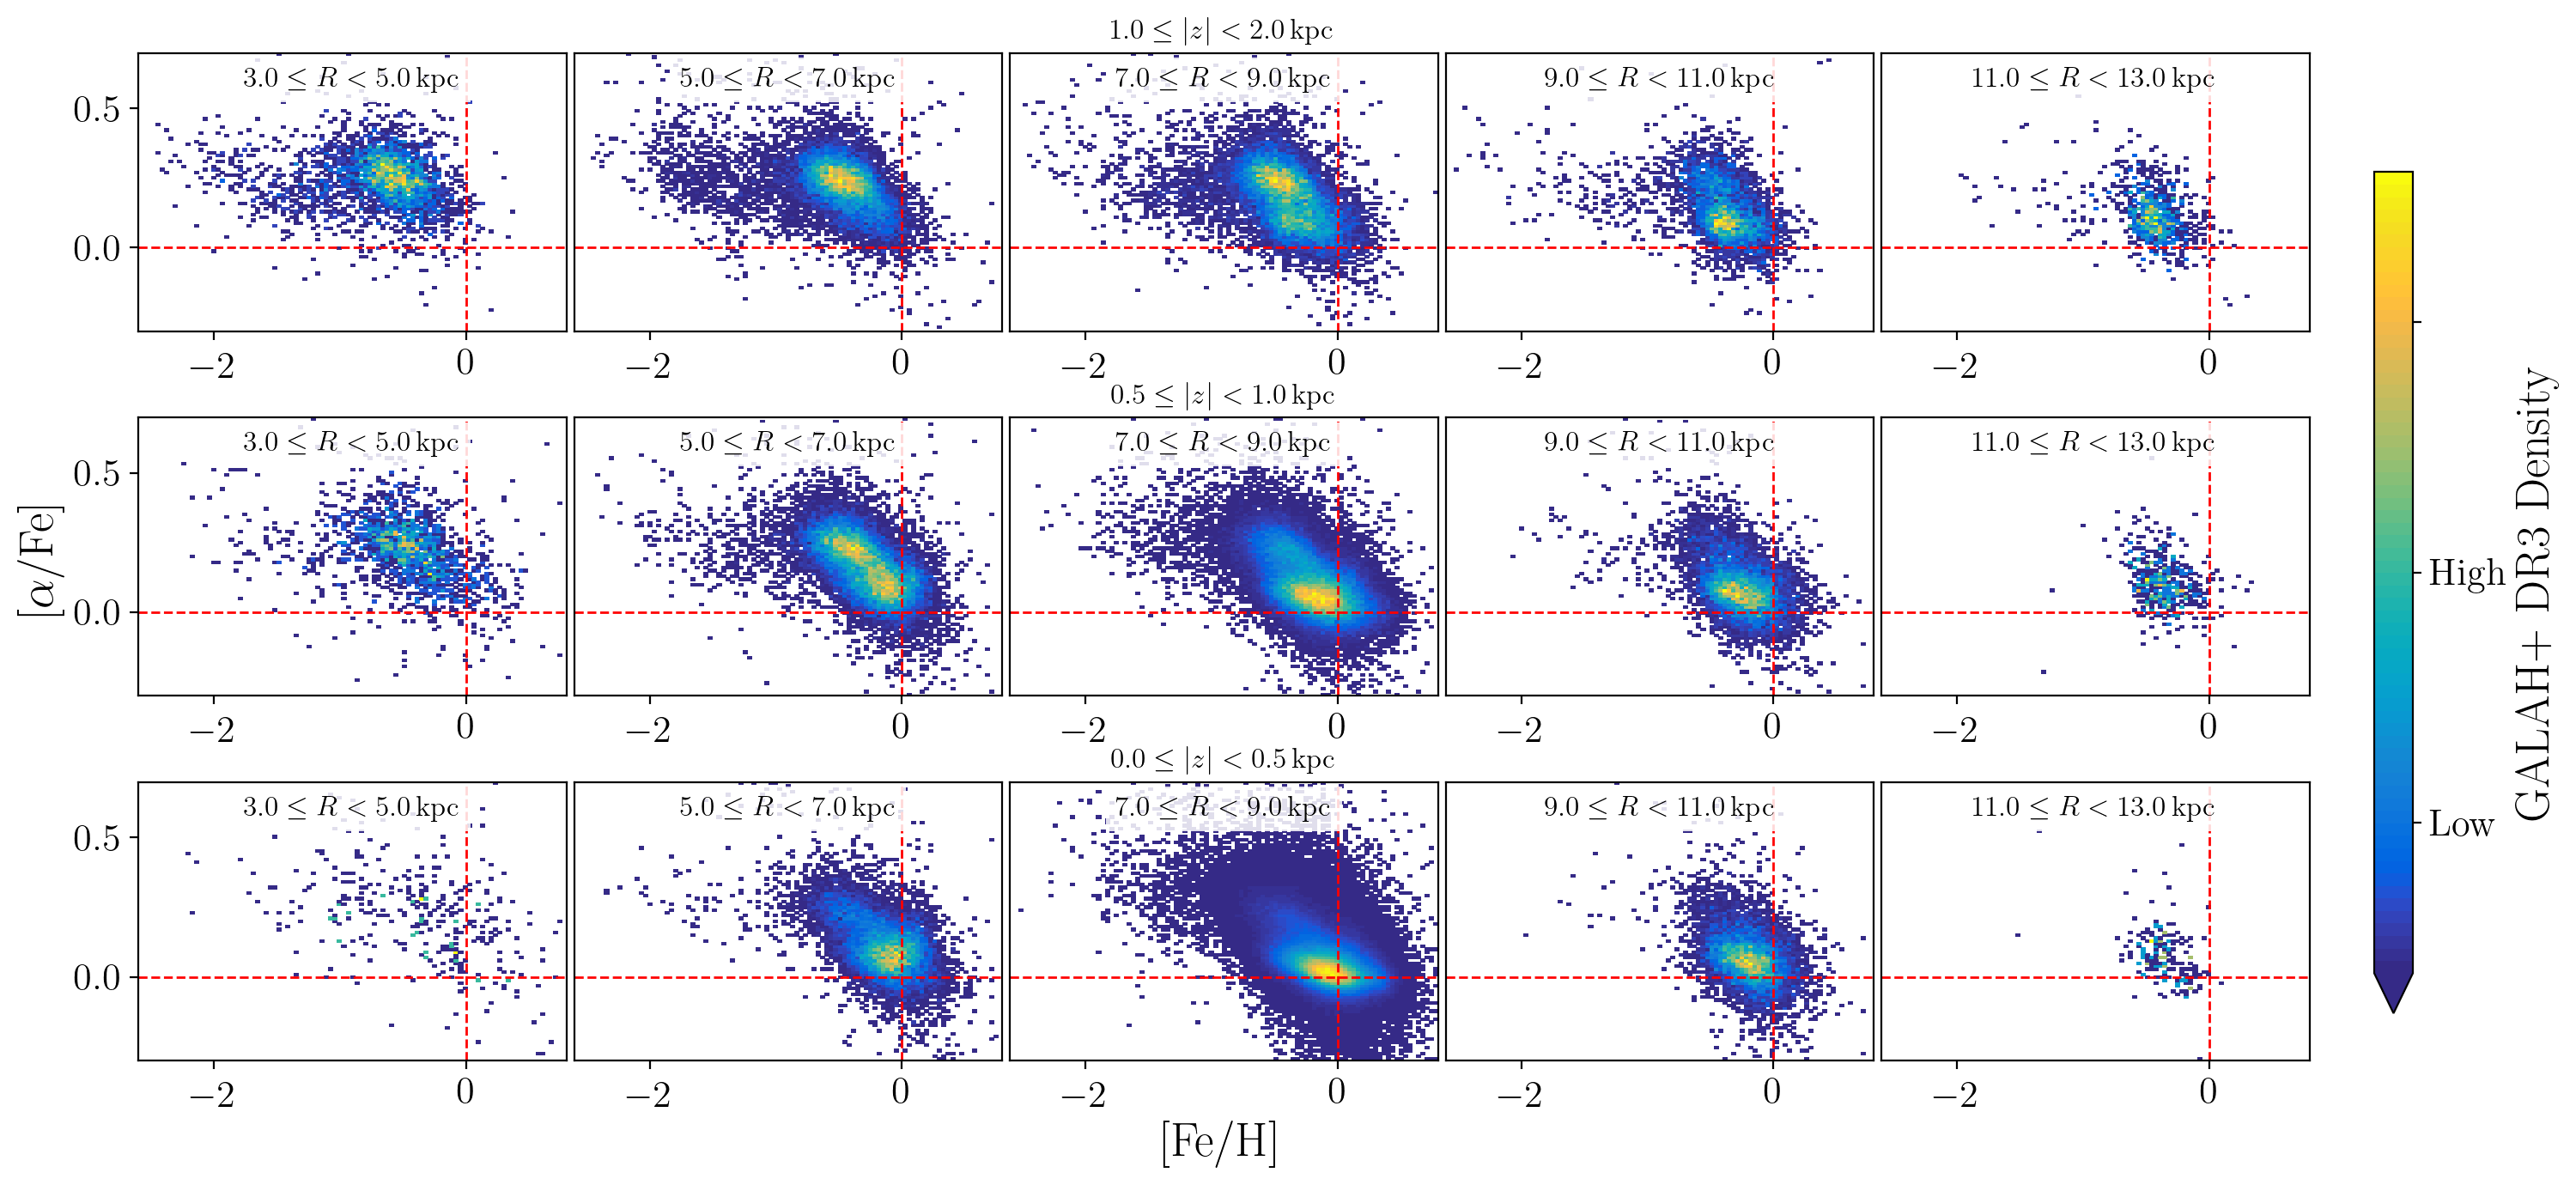 1.0 ≤ |z| < 2.0 kpc
3.0 ≤ R < 5.0 kpc
5.0 ≤ R < 7.0 kpc
7.0 ≤ R < 9.0 kpc
9.0 ≤ R < 11.0 kpc
11.0 ≤ R < 13.0 kpc
0.5
0.0
−2 0
−2 0
−2 0
−2 0
−2 0
0.5 ≤ |z| < 1.0 kpc
3.0 ≤ R < 5.0 kpc
5.0 ≤ R < 7.0 kpc
7.0 ≤ R < 9.0 kpc
9.0 ≤ R < 11.0 kpc
11.0 ≤ R < 13.0 kpc
0.5
0.0
[α/Fe]
−2 0
−2 0
−2 0
−2 0
−2 0
0.0 ≤ |z| < 0.5 kpc
3.0 ≤ R < 5.0 kpc
5.0 ≤ R < 7.0 kpc
7.0 ≤ R < 9.0 kpc
9.0 ≤ R < 11.0 kpc
11.0 ≤ R < 13.0 kpc
0.5
0.0
−2 0
−2 0
−2 0
−2 0
−2 0
[Fe/H]
High
Low
GALAH+ DR3 Density